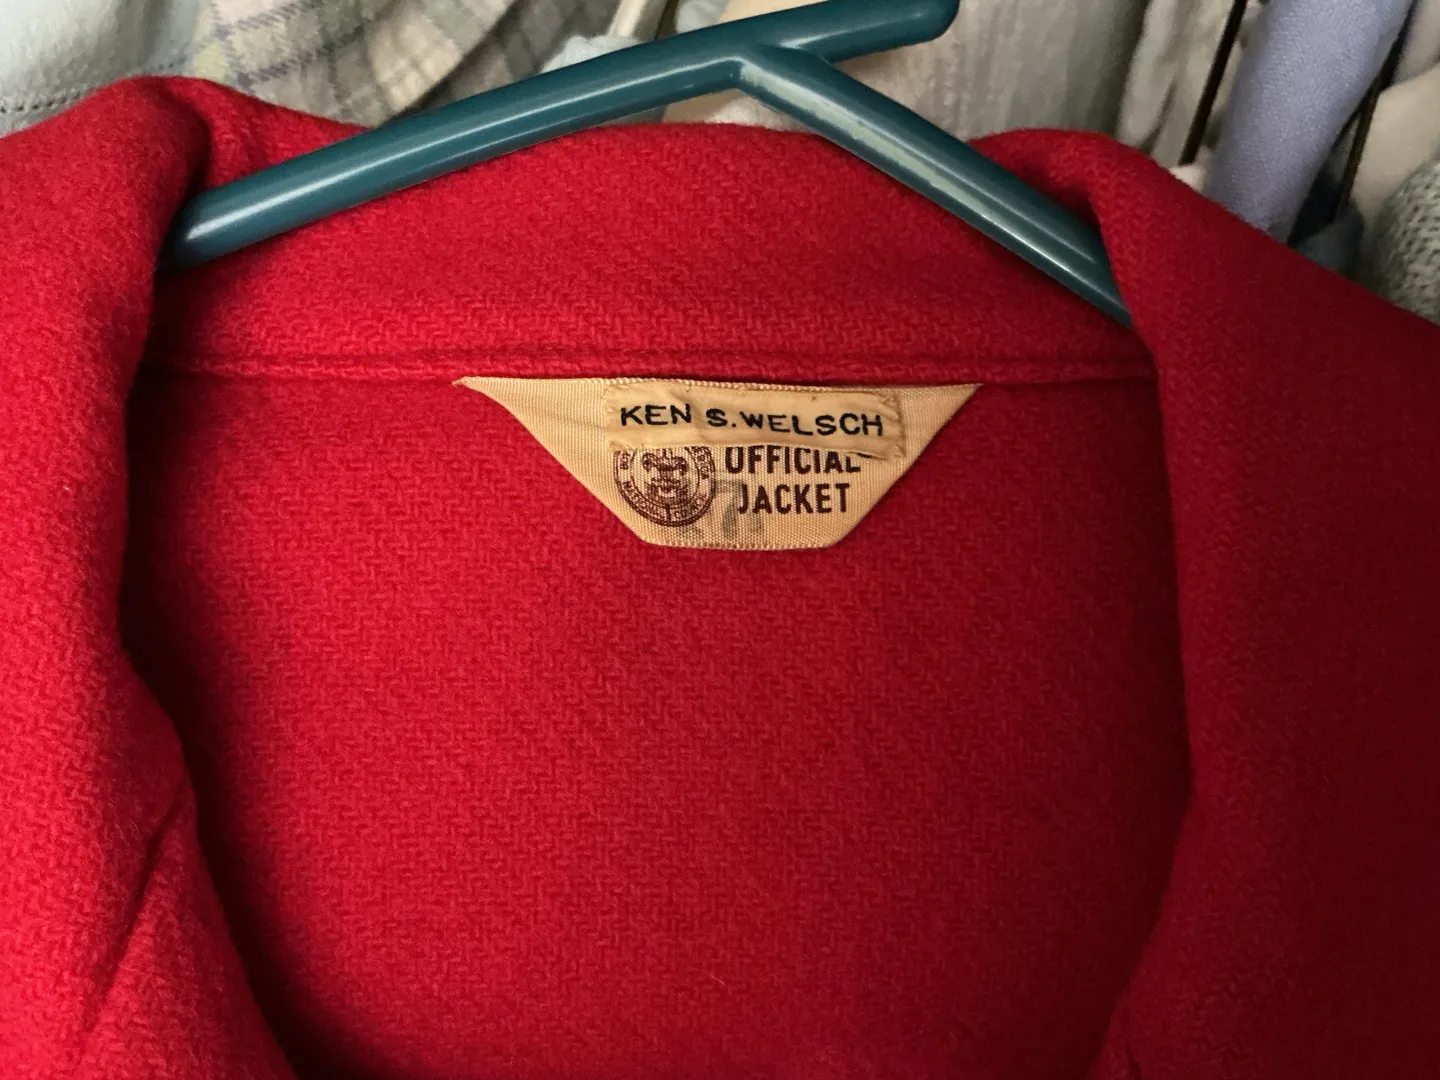 KEN S. WELSCH
OFFICIAL
JACKET